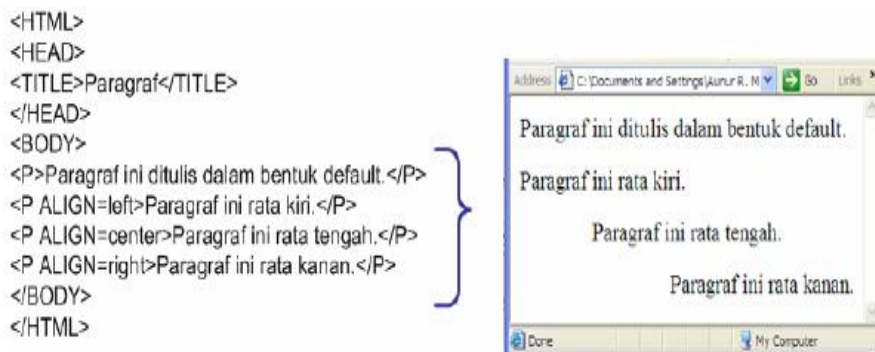 <HTML>
<HEAD>
<TITLE>Paragraf</TITLE>
</HEAD>
<BODY>
<P>Paragraf ini ditulis dalam bentuk default.</P>
<P ALIGN=left>Paragraf ini rata kiri.</P>
<P ALIGN=center>Paragraf ini rata tengah.</P>
<P ALIGN=right>Paragraf ini rata kanan.</P>
</BODY>
</HTML>
Address C:\Documents and Settings\Aunur R. M Go Links »
Paragraf ini ditulis dalam bentuk default.
Paragraf ini rata kiri.
Paragraf ini rata tengah.
Paragraf ini rata kanan.
Done My Computer